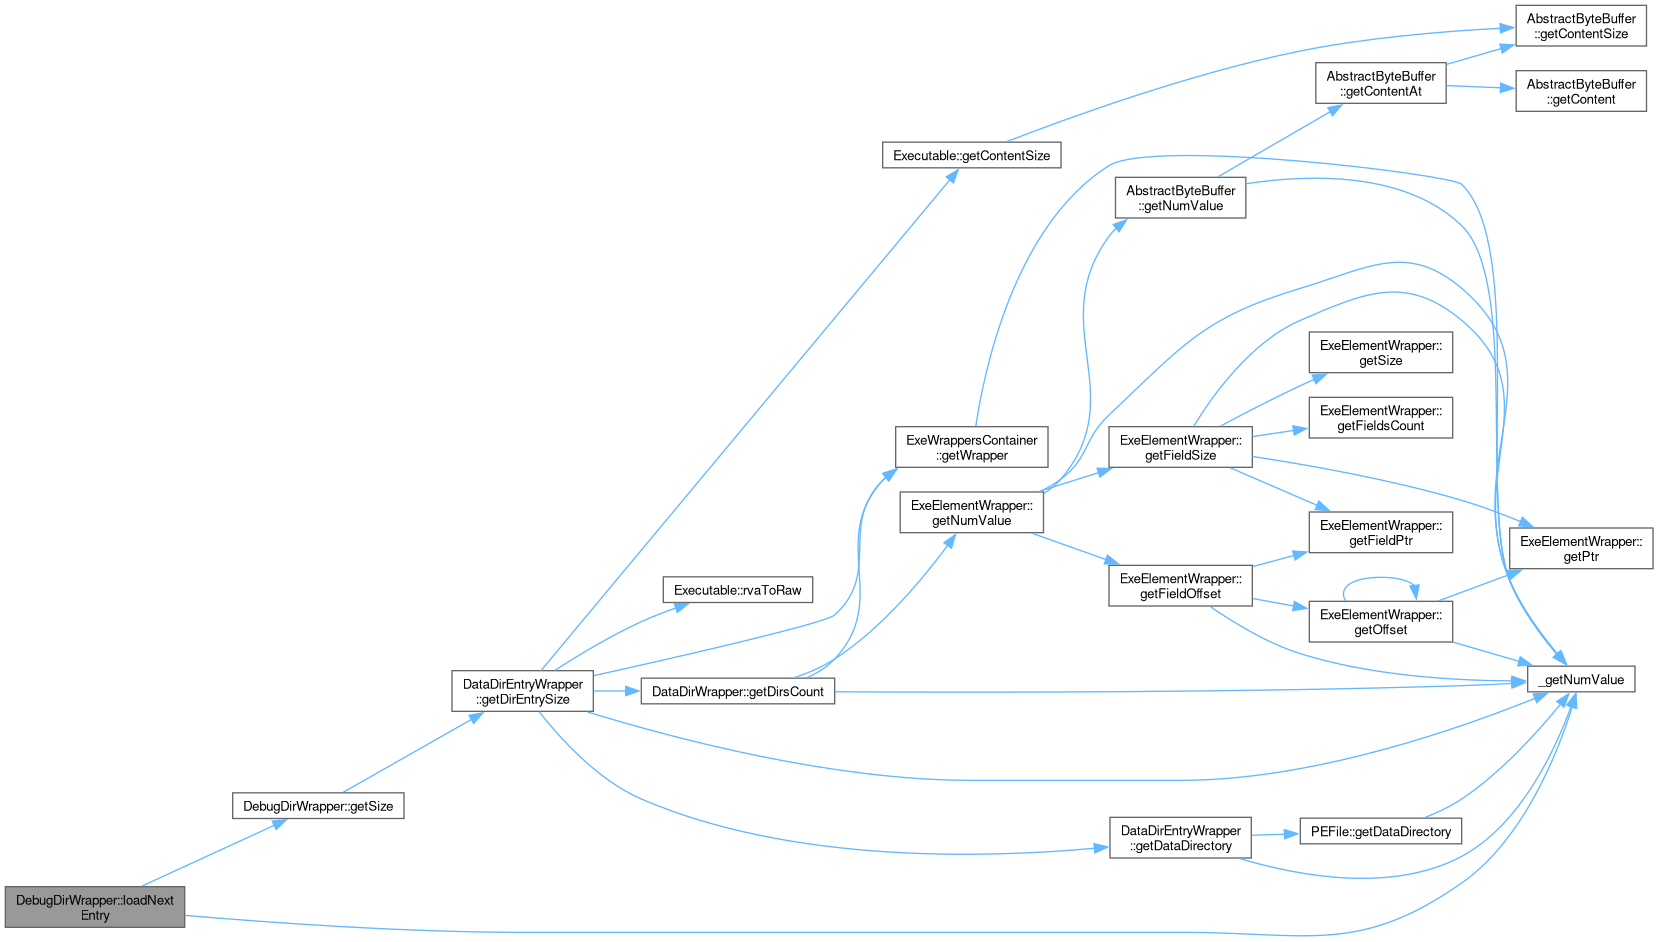 AbstractByteBuffer
::getContentSize
AbstractByteBuffer
::getContentAt
AbstractByteBuffer
::getContent
Executable::getContentSize
AbstractByteBuffer
::getNumValue
ExeElementWrapper::
getSize
ExeElementWrapper::
getFieldsCount
ExeWrappersContainer
::getWrapper
ExeElementWrapper::
getFieldSize
ExeElementWrapper::
getNumValue
ExeElementWrapper::
getFieldPtr
ExeElementWrapper::
getPtr
Executable::rvaToRaw
ExeElementWrapper::
getFieldOffset
ExeElementWrapper::
getOffset
DataDirEntryWrapper
::getDirEntrySize
DataDirWrapper::getDirsCount
_getNumValue
DebugDirWrapper::getSize
DataDirEntryWrapper
::getDataDirectory
PEFile::getDataDirectory
DebugDirWrapper::loadNext
Entry